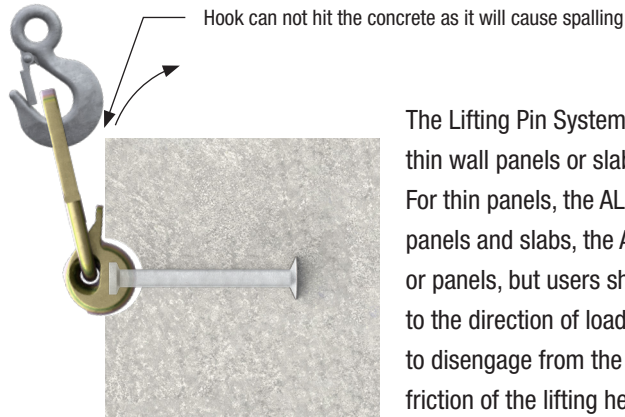 Hook can not hit the concrete as it will cause spalling
The Lifting Pin System
thin wall panels or slab
For thin panels, the AL
panels and slabs, the A
or panels, but users sh
to the direction of load
to disengage from the
friction of the lifting he